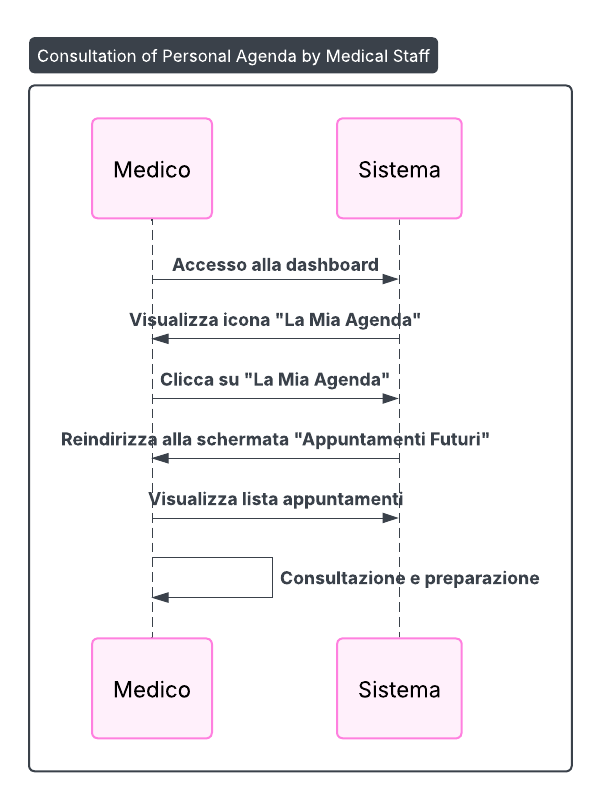 Consultation of Personal Agenda by Medical Staff
Medico
Sistema
Accesso alla dashboard
Visualizza icona "La Mia Agenda"
Clicca su "La Mia Agenda"
Reindirizza alla schermata "Appuntamenti Futuri"
Visualizza lista appuntamenti
Consultazione e preparazione
Medico
Sistema